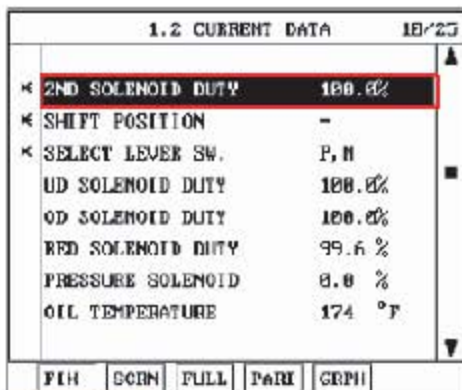 1.2 CURRENT DATA 18/25
× 2ND SOLENOID DUTY 100.0%
× SHIFT POSITION -
× SELECT LEVER SW. P,N
UD SOLENOID DUTY 100.0%
OD SOLENOID DUTY 100.0%
RED SOLENOID DUTY 99.6 %
PRESSURE SOLENOID 0.0 %
OIL TEMPERATURE 174 °F
FIX SCRN FULL PART GRPH